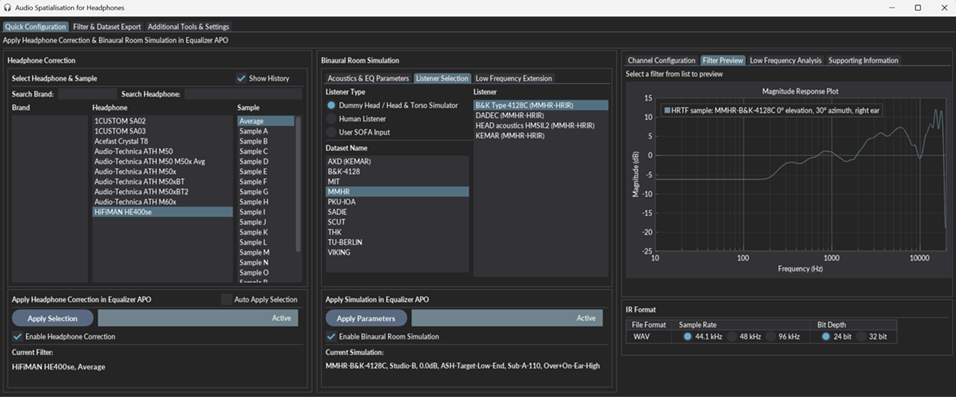 Audio Spatialisation for Headphones
Quick Configuration Filter & Dataset Export Additional Tools & Settings
Apply Headphone Correction & Binaural Room Simulation in Equalizer APO
Headphone Correction
Select Headphone & Sample Show History
Search Brand: Search Headphone:
Brand Headphone Sample
1CUSTOM SA02
1CUSTOM SA03
Acefast Crystal T8
Audio-Technica ATH M50
Audio-Technica ATH M50 M50x Avg
Audio-Technica ATH M50x
Audio-Technica ATH M50xBT
Audio-Technica ATH M50xBT2
Audio-Technica ATH M60x
HiFiMAN HE400se
Average
Sample A
Sample B
Sample C
Sample D
Sample E
Sample F
Sample G
Sample H
Sample I
Sample J
Sample K
Sample L
Sample M
Sample N
Sample O
Apply Headphone Correction in Equalizer APO Auto Apply Selection
Apply Selection Active
Enable Headphone Correction
Current Filter:
HiFiMAN HE400se, Average
Binaural Room Simulation
Acoustics & EQ Parameters Listener Selection Low Frequency Extension
Listener Type
Dummy Head / Head & Torso Simulator
Human Listener
User SOFA Input
Dataset Name
AXD (KEMAR)
B&K-4128
MIT
MMHR
PKU-IOA
SADIE
SCUT
THK
TU-BERLIN
VIKING
Listener
B&K Type 4128C (MMHR-HRIR)
DADEC (MMHR-HRIR)
HEAD acoustics HMSII.2 (MMHR-HRIR)
KEMAR (MMHR-HRIR)
Apply Simulation in Equalizer APO
Apply Parameters Active
Enable Binaural Room Simulation
Current Simulation:
MMHR-B&K-4128C, Studio-B, 0.0dB, ASH-Target-Low-End, Sub-A-110, Over+On-Ear-High
Channel Configuration Filter Preview Low Frequency Analysis Supporting Information
Select a filter from list to preview
Magnitude Response Plot
HRTF sample: MMHR-B&K-4128C 0° elevation, 30° azimuth, right ear
Magnitude (dB)
15
10
5
0
-5
-10
-15
-20
-25
10 100 1000 10000
Frequency (Hz)
IR Format
File Format Sample Rate Bit Depth
WAV 44.1 kHz 48 kHz 96 kHz 24 bit 32 bit